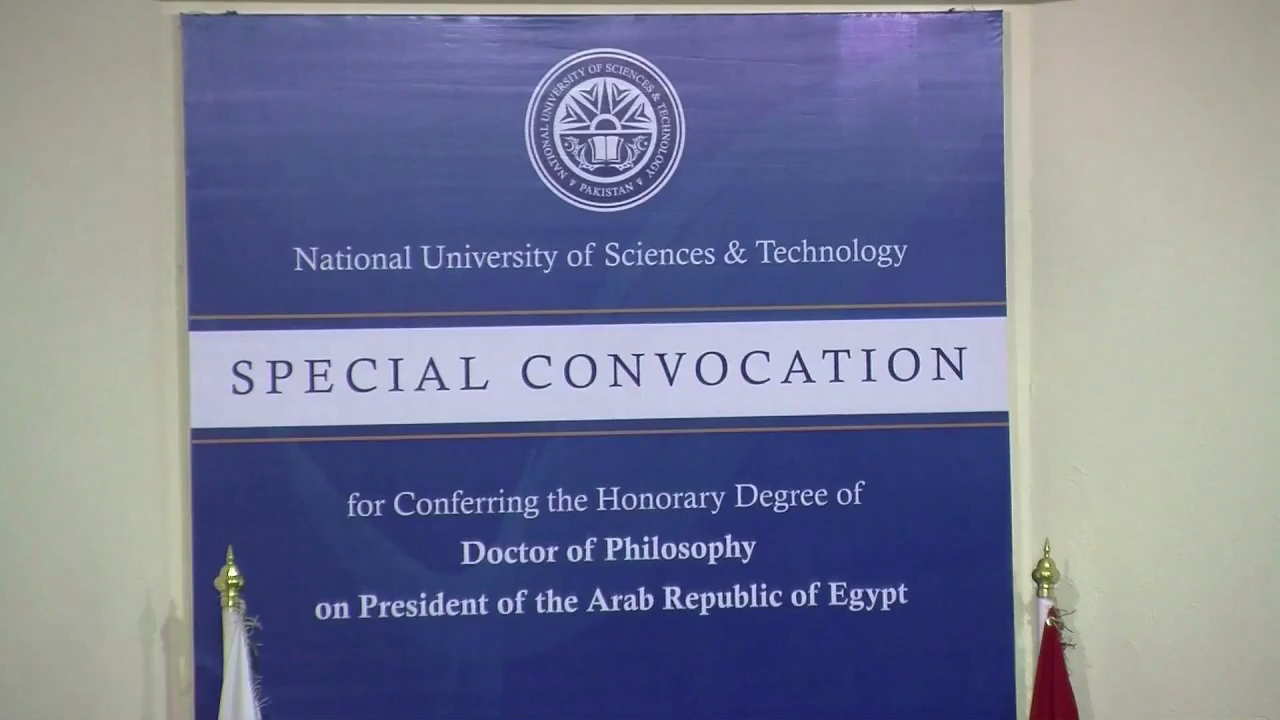 NATIONAL UNIVERSITY OF SCIENCES & TECHNOLOGY
PAKISTAN
National University of Sciences & Technology
SPECIAL CONVOCATION
for Conferring the Honorary Degree of
Doctor of Philosophy
on President of the Arab Republic of Egypt